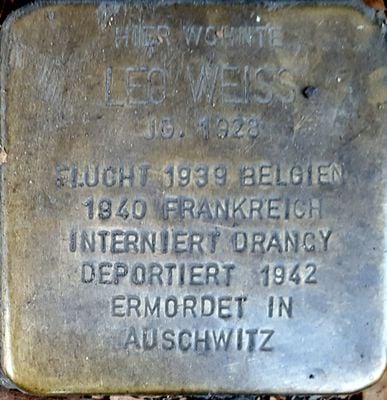 HIER WOHNTE
LEO WEISS
JG. 1928
FLUCHT 1939 BELGIEN
1940 FRANKREICH
INTERNIERT DRANCY
DEPORTIERT 1942
ERMORDET IN
AUSCHWITZ